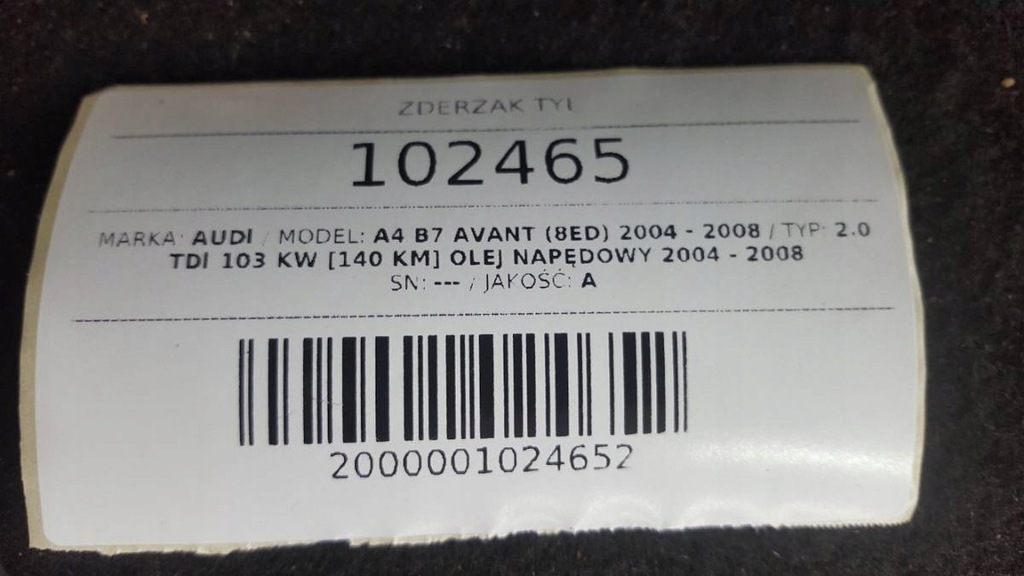 ZDERZAK TYŁ
102465
MARKA: AUDI / MODEL: A4 B7 AVANT (8ED) 2004 - 2008 / TYP: 2.0
TDI 103 KW [140 KM] OLEJ NAPĘDOWY 2004 - 2008
SN: --- / JAKOŚĆ: A
2000001024652